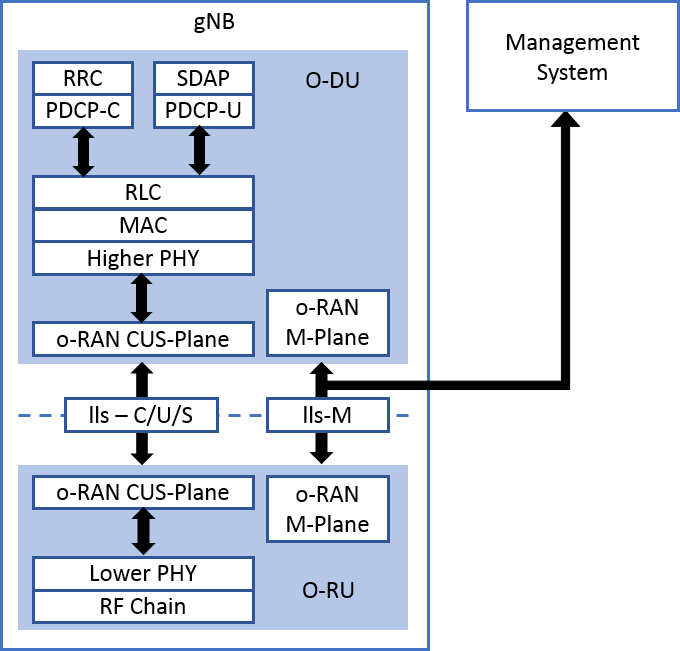 gNB
Management
System
RRC
SDAP
O-DU
PDCP-C
PDCP-U
RLC
MAC
Higher PHY
o-RAN
M-Plane
o-RAN CUS-Plane
lls – C/U/S
lls-M
o-RAN CUS-Plane
o-RAN
M-Plane
Lower PHY
O-RU
RF Chain